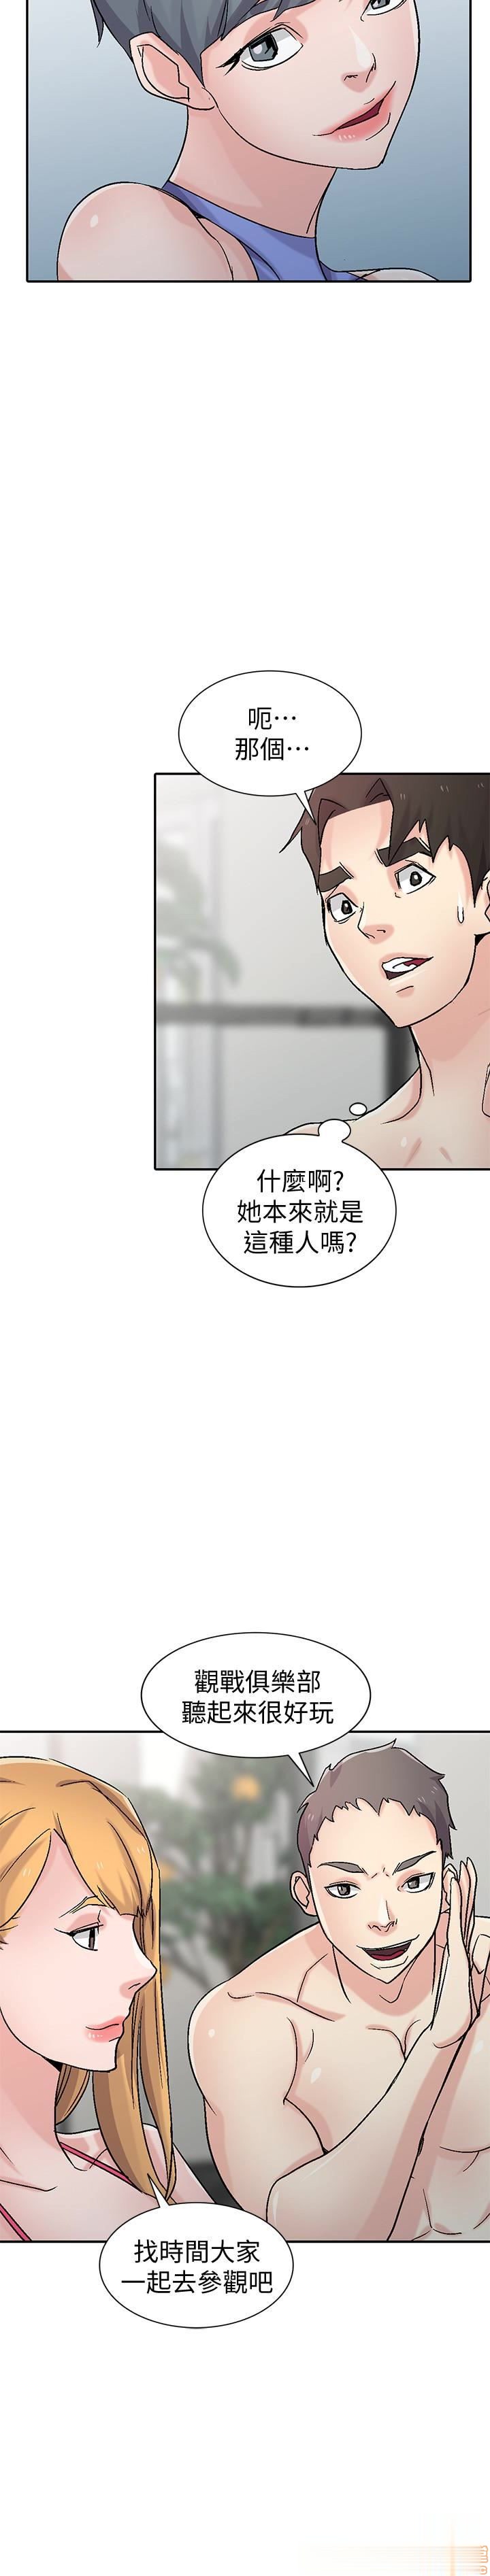 呃…
那個…
什麼啊?
她本來就是
這種人嗎?
觀戰俱樂部
聽起來很好玩
找時間大家
一起去參觀吧